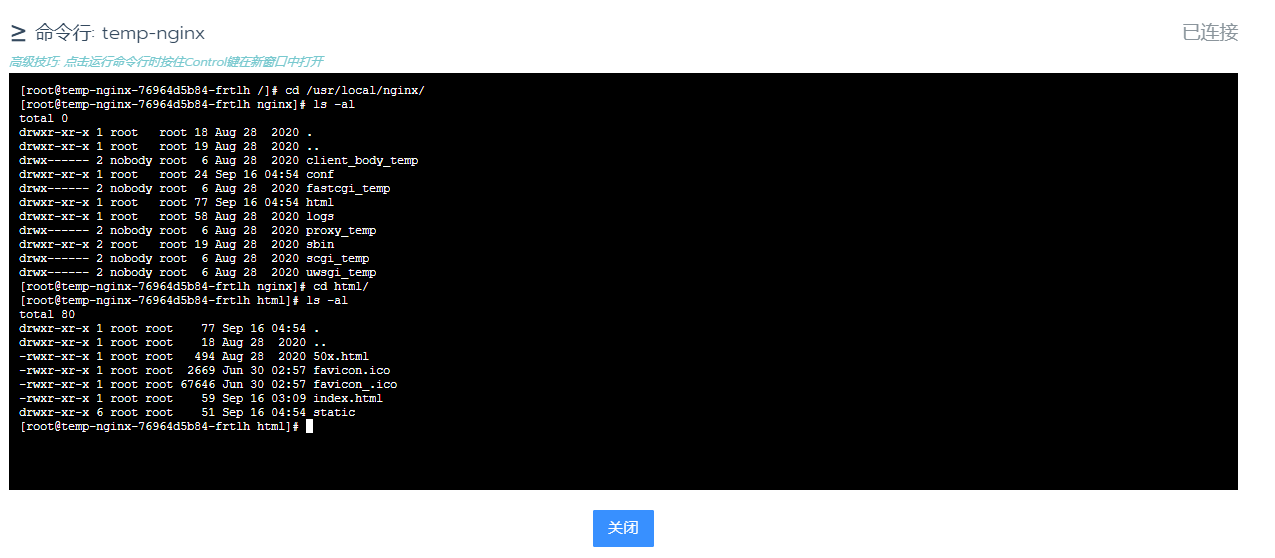 ≥ 命令行: temp-nginx
已连接
高级技巧: 点击运行命令行时按住Control键在新窗口中打开
[root@temp-nginx-76964d5b84-frtlh /]# cd /usr/local/nginx/
[root@temp-nginx-76964d5b84-frtlh nginx]# ls -al
total 0
drwxr-xr-x 1 root   root 18 Aug 28  2020 .
drwxr-xr-x 1 root   root 19 Aug 28  2020 ..
drwx------ 2 nobody root  6 Aug 28  2020 client_body_temp
drwxr-xr-x 1 root   root 24 Sep 16 04:54 conf
drwx------ 2 nobody root  6 Aug 28  2020 fastcgi_temp
drwxr-xr-x 1 root   root 77 Sep 16 04:54 html
drwxr-xr-x 1 root   root 58 Aug 28  2020 logs
drwx------ 2 nobody root  6 Aug 28  2020 proxy_temp
drwxr-xr-x 2 root   root 19 Aug 28  2020 sbin
drwx------ 2 nobody root  6 Aug 28  2020 scgi_temp
drwx------ 2 nobody root  6 Aug 28  2020 uwsgi_temp
[root@temp-nginx-76964d5b84-frtlh nginx]# cd html/
[root@temp-nginx-76964d5b84-frtlh html]# ls -al
total 80
drwxr-xr-x 1 root root    77 Sep 16 04:54 .
drwxr-xr-x 1 root root    18 Aug 28  2020 ..
-rwxr-xr-x 1 root root   494 Aug 28  2020 50x.html
-rwxr-xr-x 1 root root  2669 Jun 30 02:57 favicon.ico
-rwxr-xr-x 1 root root 67646 Jun 30 02:57 favicon_.ico
-rwxr-xr-x 1 root root    59 Sep 16 03:09 index.html
drwxr-xr-x 6 root root    51 Sep 16 04:54 static
[root@temp-nginx-76964d5b84-frtlh html]#
关闭